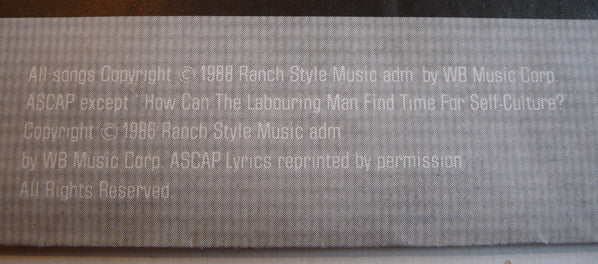 All songs Copyright © 1988 Ranch Style Music adm. by WB Music Corp.
ASCAP except 'How Can The Labouring Man Find Time For Self-Culture?
Copyright © 1986 Ranch Style Music adm.
by WB Music Corp. ASCAP Lyrics reprinted by permission.
All Rights Reserved.